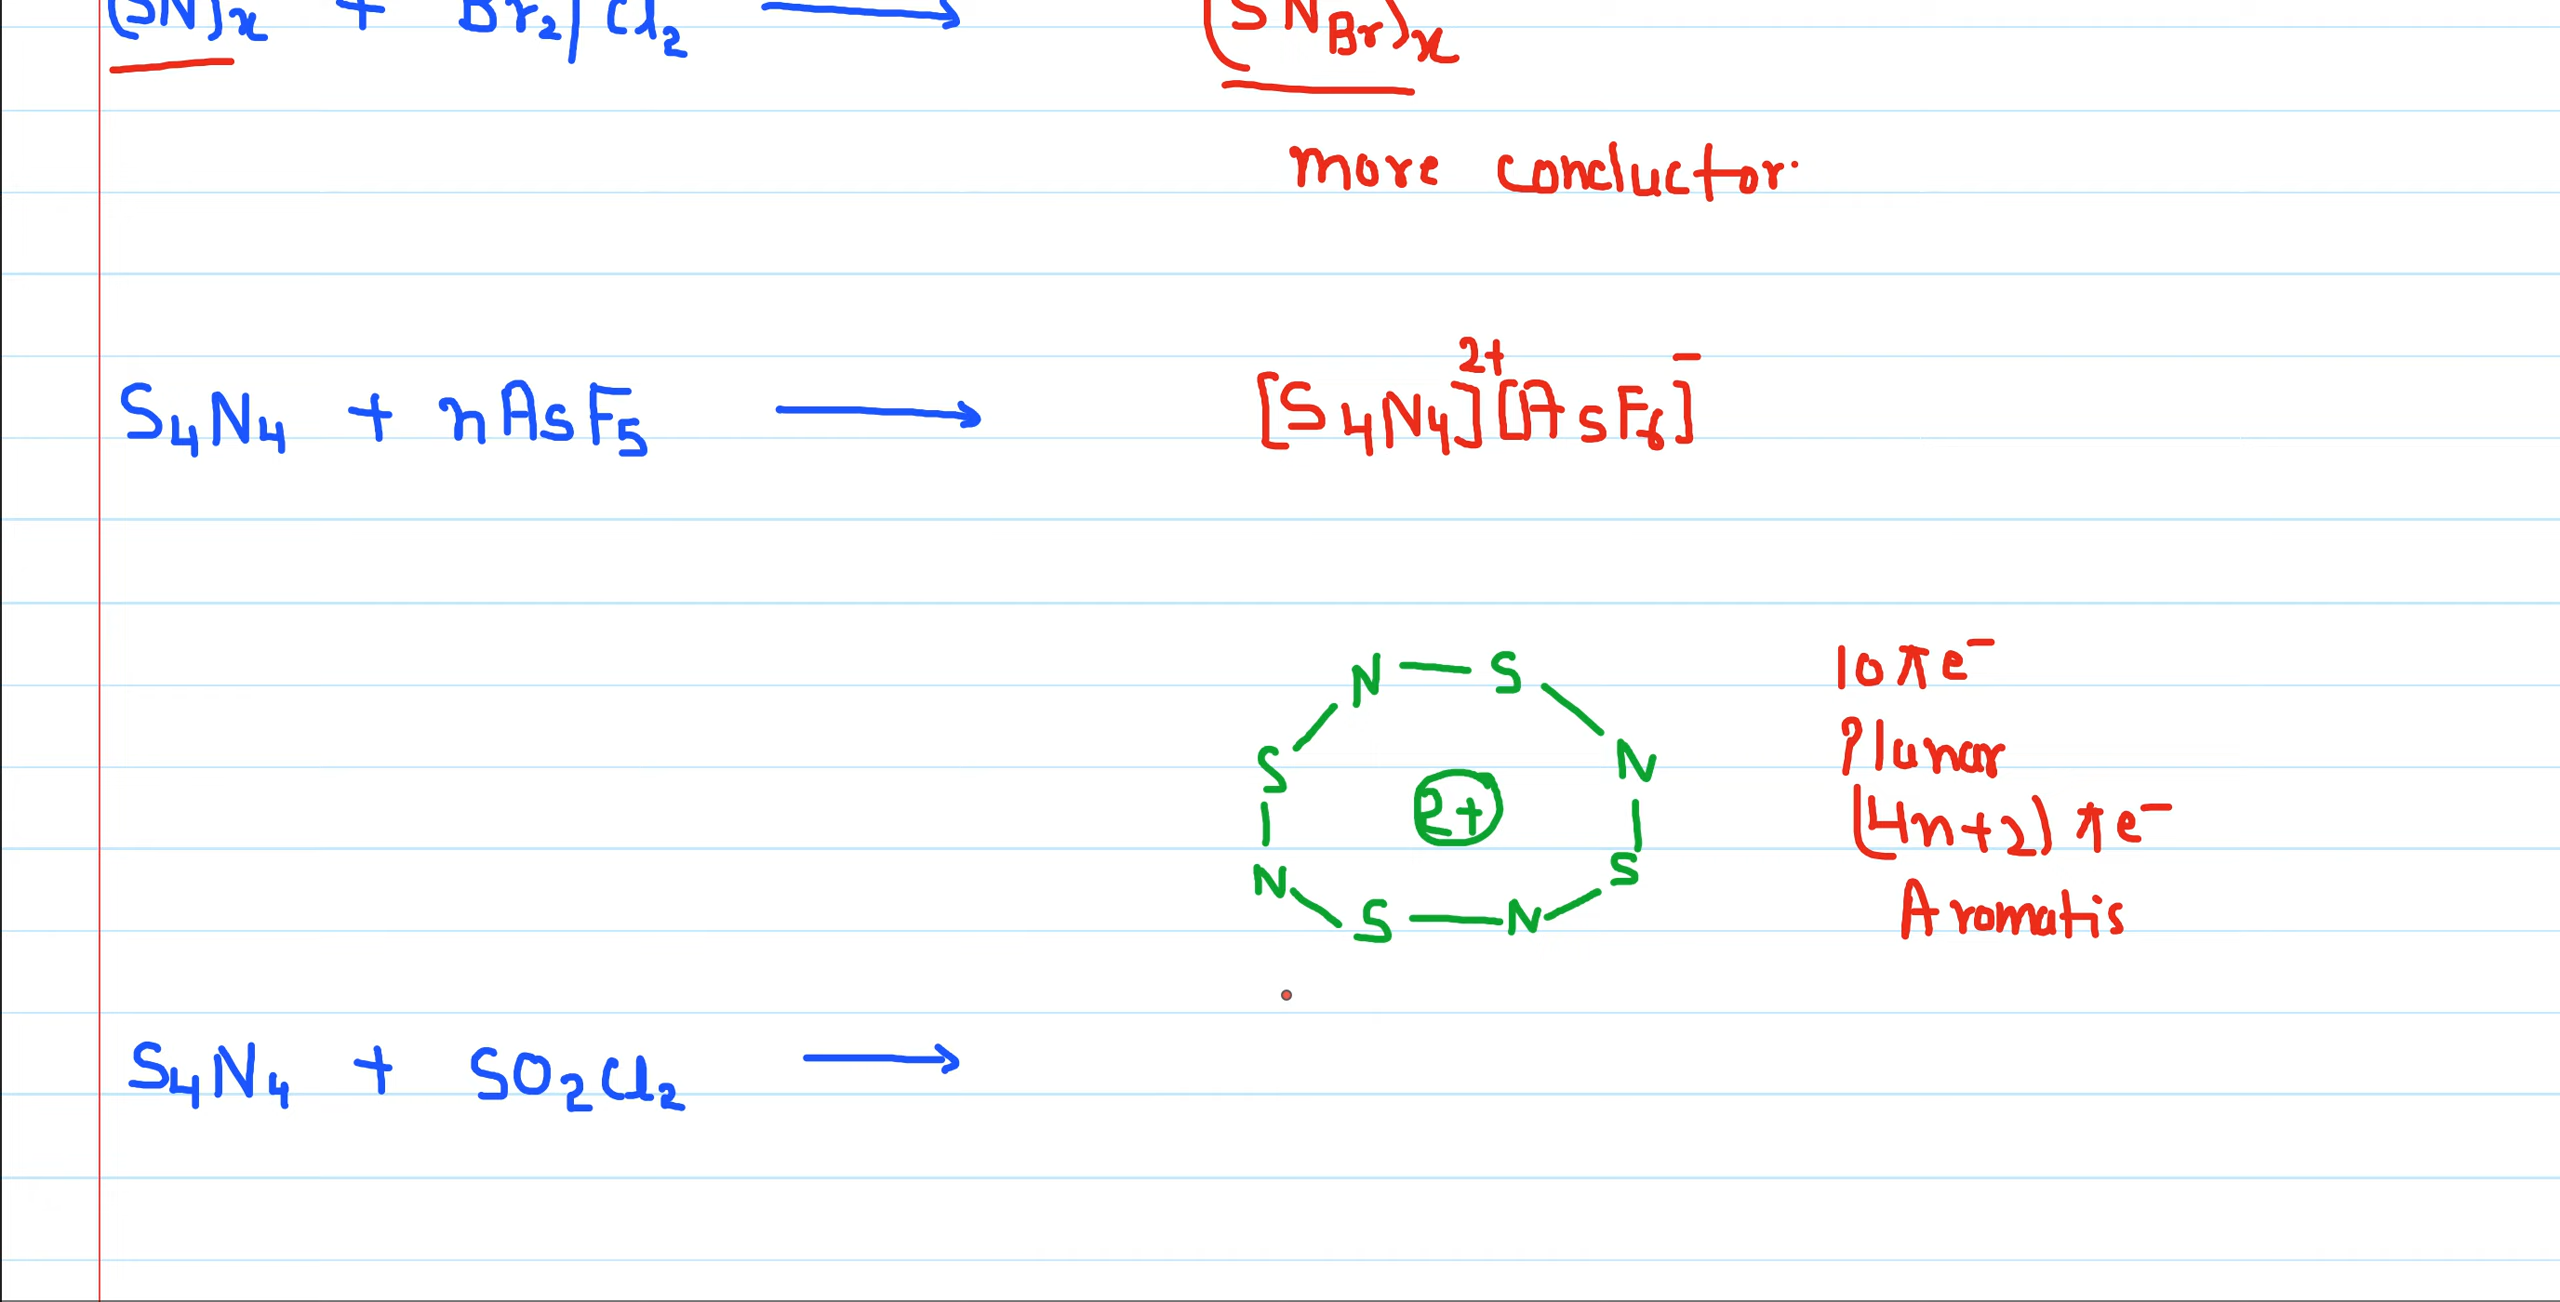 (SN)x + Br2/Cl2 ⟶ (SNBr)x
more conductor.
S4N4 + nAsF5 ⟶ [S4N4]2+[AsF6]−
N — S 10πe−
S N Planar
2+ (4n+2)πe−
N S
S — N Aromatis
S4N4 + SO2Cl2 ⟶